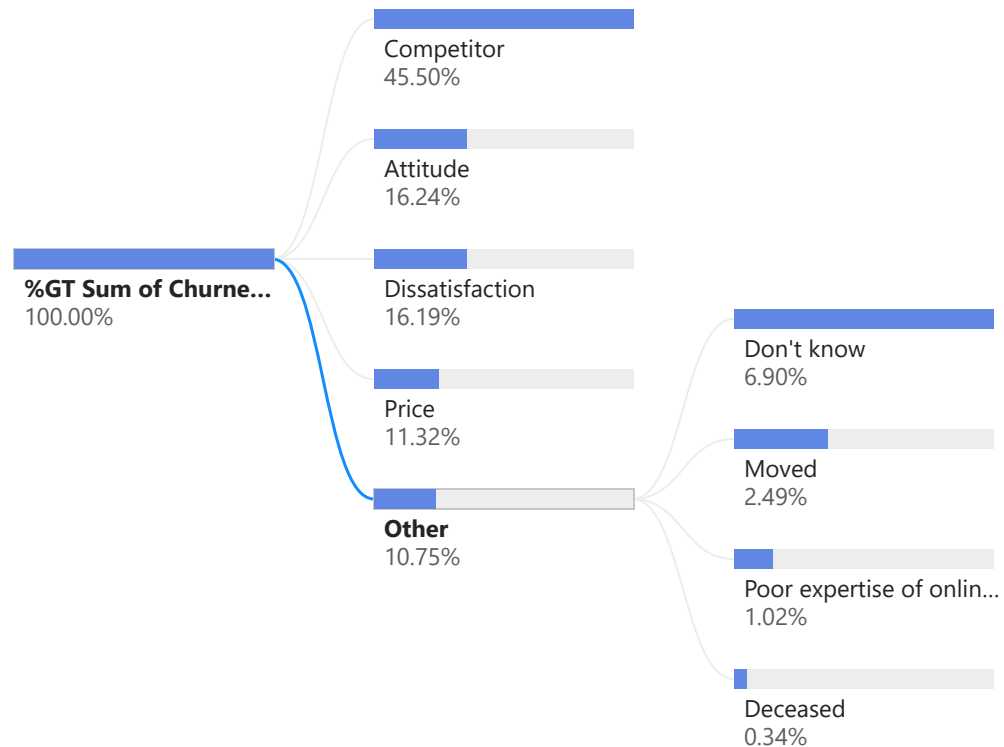 Competitor
45.50%
Attitude
16.24%
%GT Sum of Churne...
100.00%
Dissatisfaction
16.19%
Price
11.32%
Other
10.75%
Don't know
6.90%
Moved
2.49%
Poor expertise of onlin...
1.02%
Deceased
0.34%